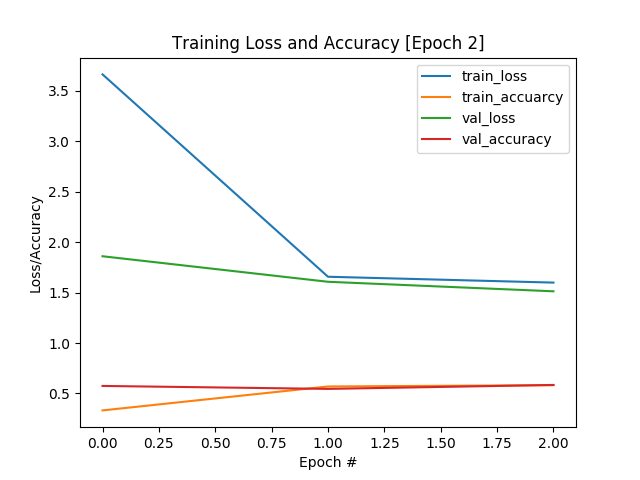 Training Loss and Accuracy [Epoch 2]
train_loss
train_accuarcy
val_loss
val_accuracy
3.5
3.0
2.5
2.0
1.5
1.0
0.5
Loss/Accuracy
0.00 0.25 0.50 0.75 1.00 1.25 1.50 1.75 2.00
Epoch #